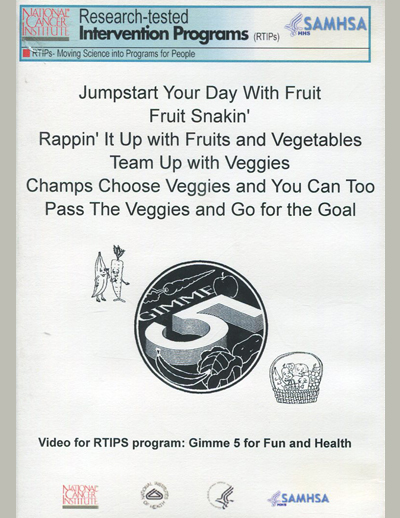 NATIONAL
CANCER
INSTITUTE
Research-tested
Intervention Programs (RTIPs)
SAMHSA
HHS
RTIPs- Moving Science into Programs for People
Jumpstart Your Day With Fruit
Fruit Snakin'
Rappin' It Up with Fruits and Vegetables
Team Up with Veggies
Champs Choose Veggies and You Can Too
Pass The Veggies and Go for the Goal
GIMME
5
Video for RTIPS program: Gimme 5 for Fun and Health
NATIONAL
CANCER
INSTITUTE
SAMHSA
HHS